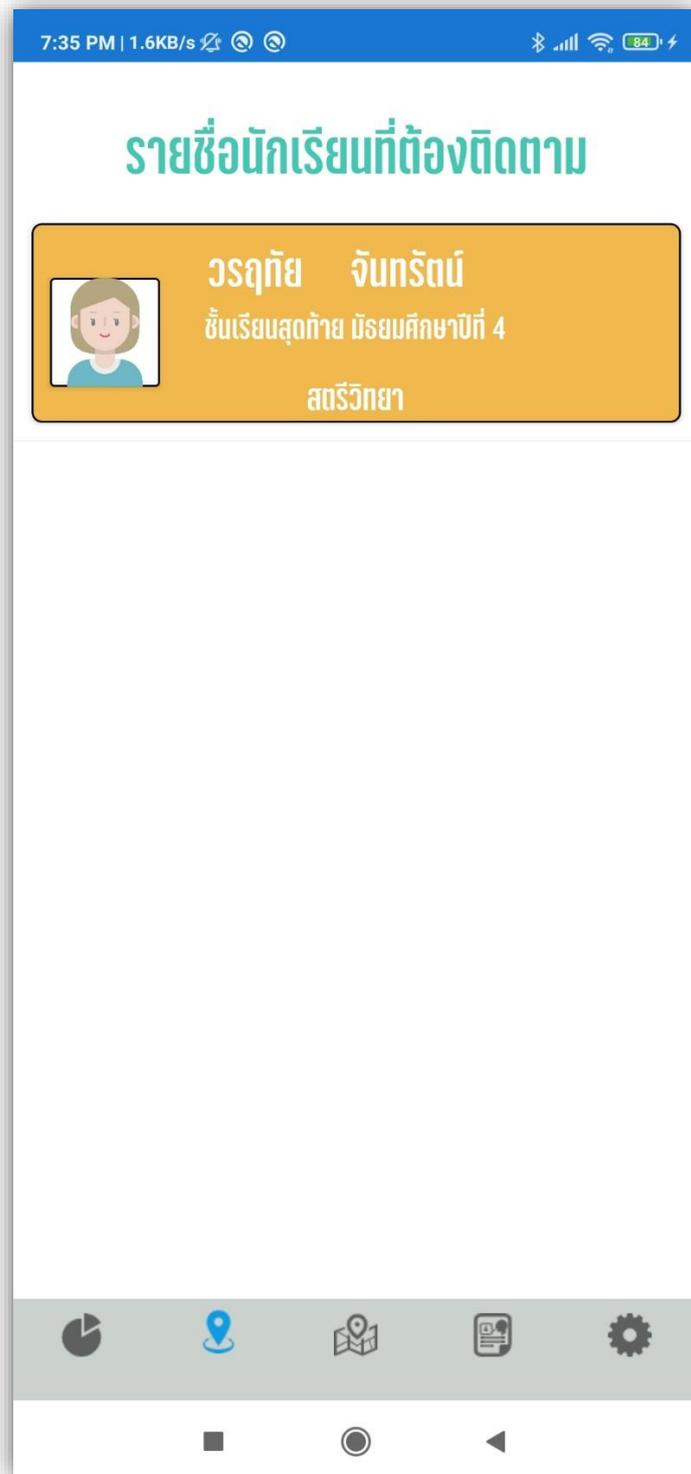 7:35 PM | 1.6KB/s 84
รายชื่อนักเรียนที่ต้องติดตาม
วรฤทัย จันทรัตน์
ชั้นเรียนสุดท้าย มัธยมศึกษาปีที่ 4
สตรีวิทยา